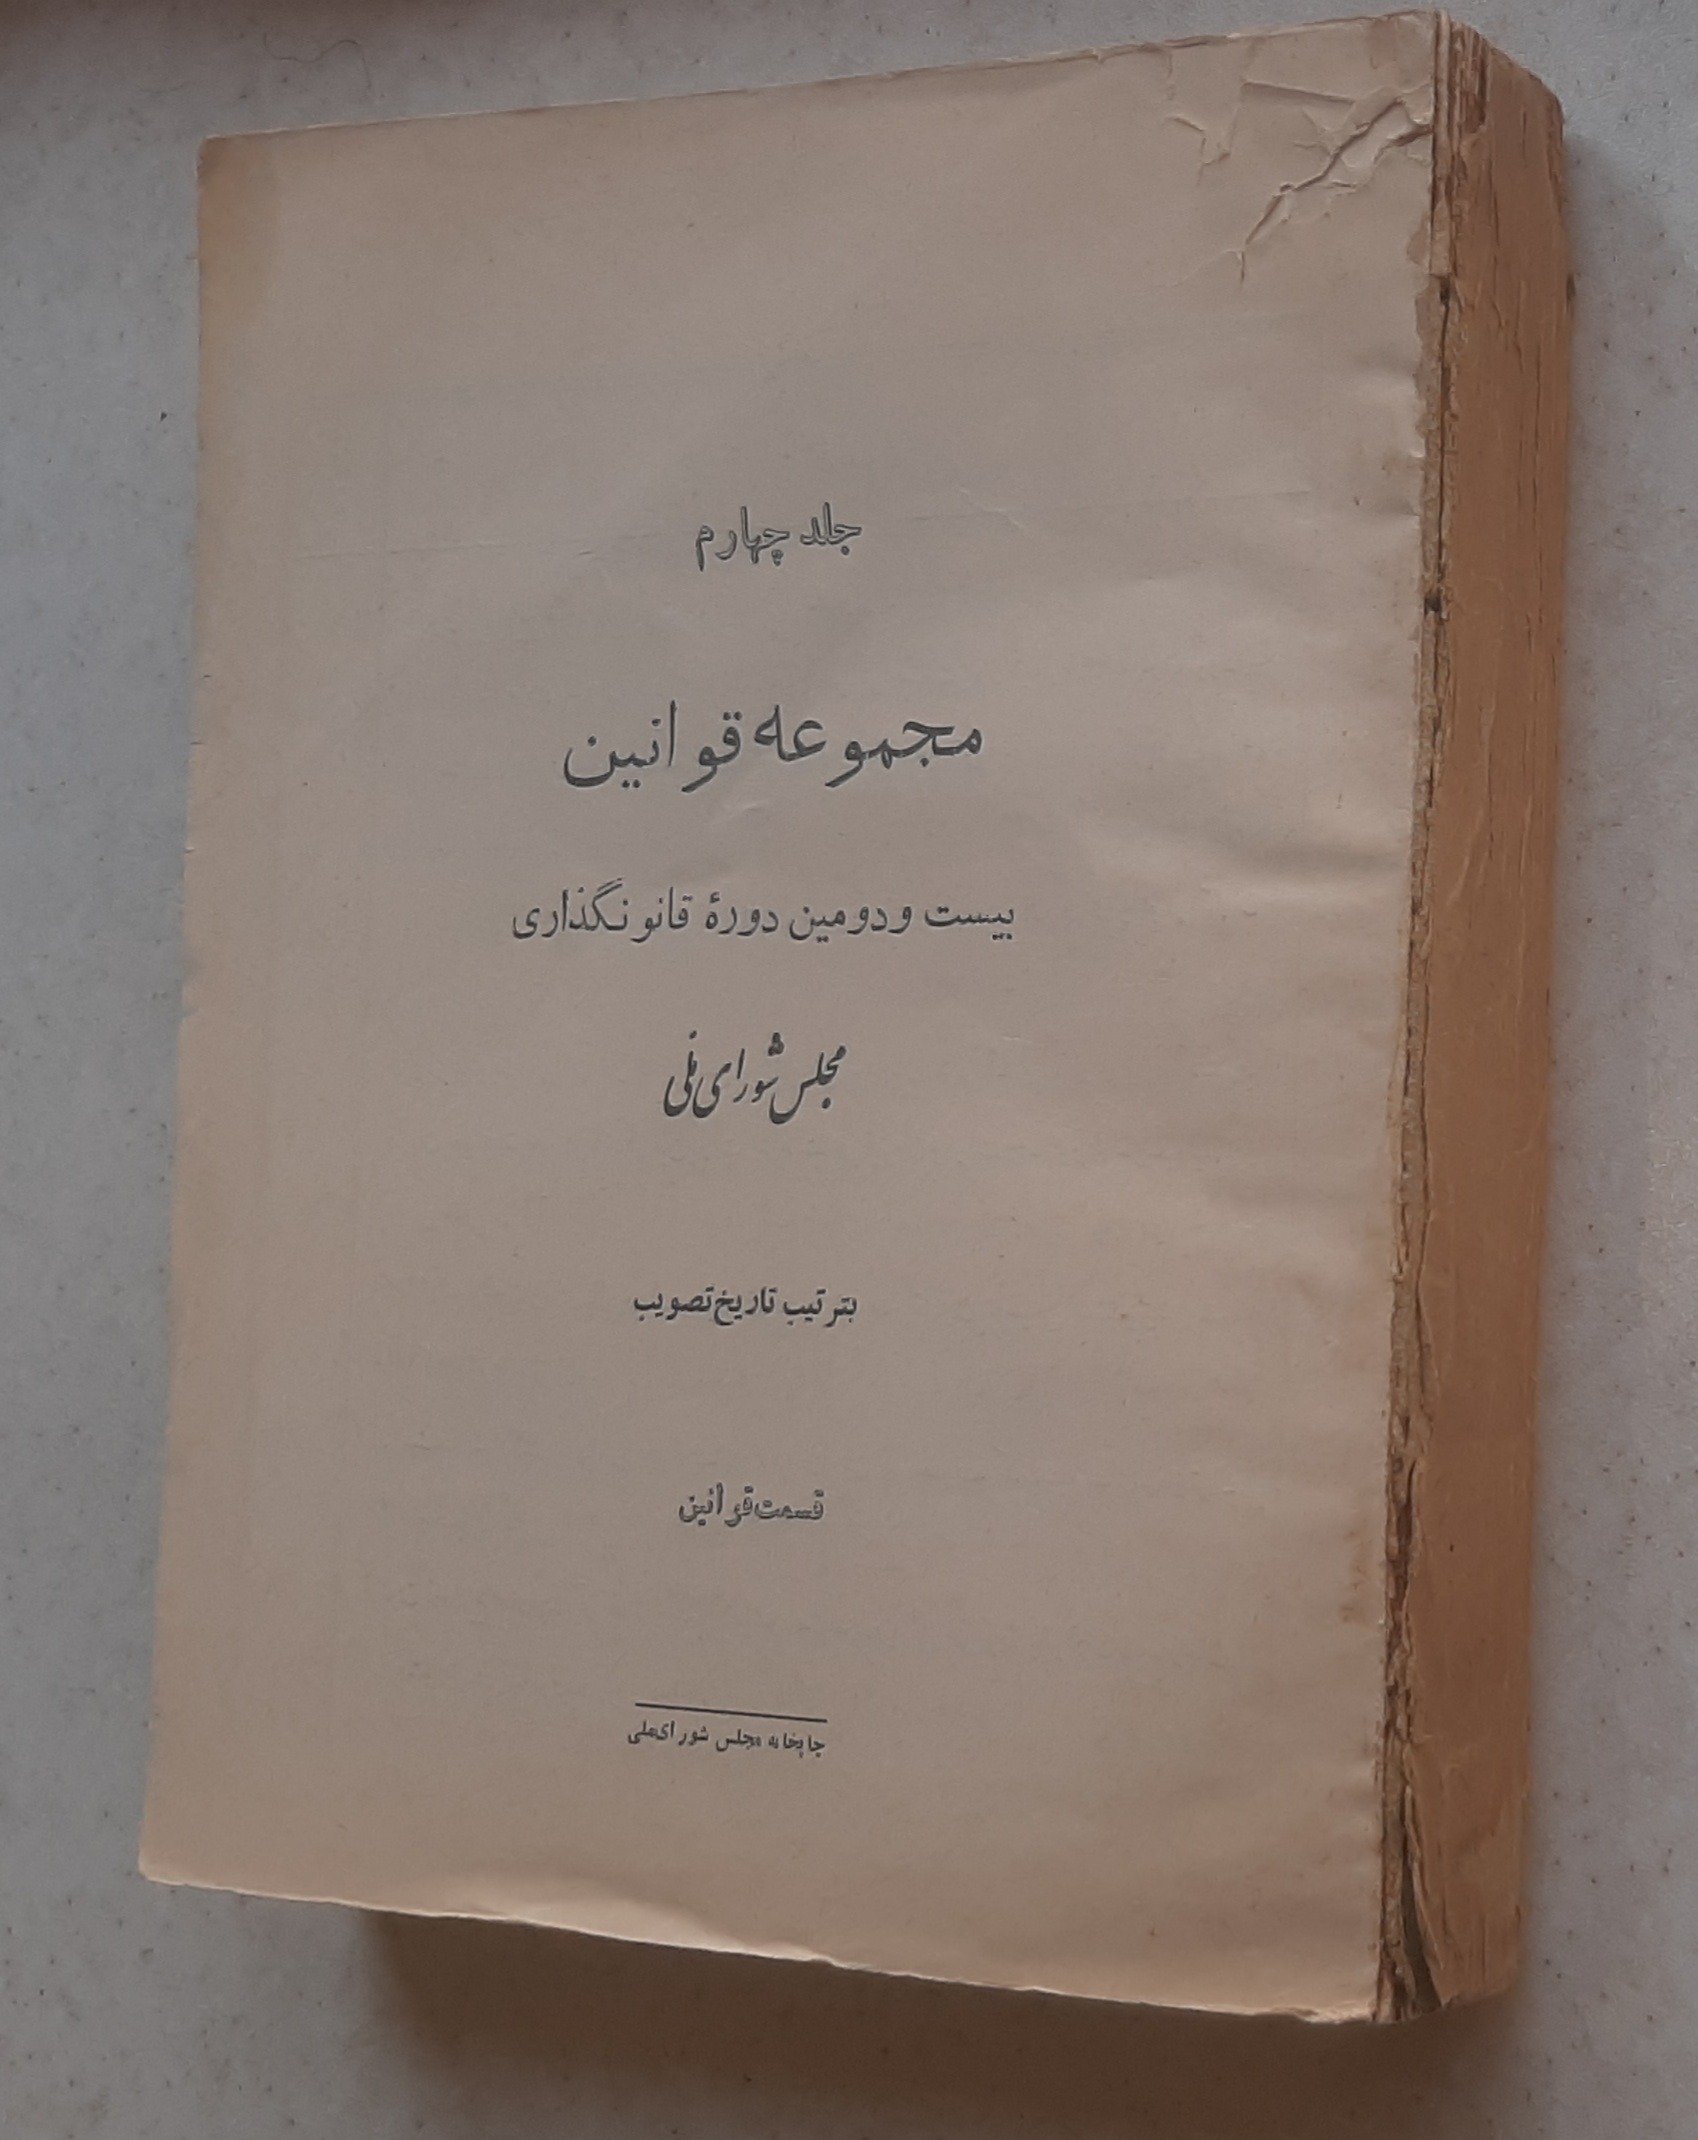 جلد چهارم
مجموعه قوانین
بیست و دومین دورهٔ قانونگذاری
مجلس شورای ملی
بترتیب تاریخ تصویب
قسمت قوانین
چاپخانه مجلس شورای ملی